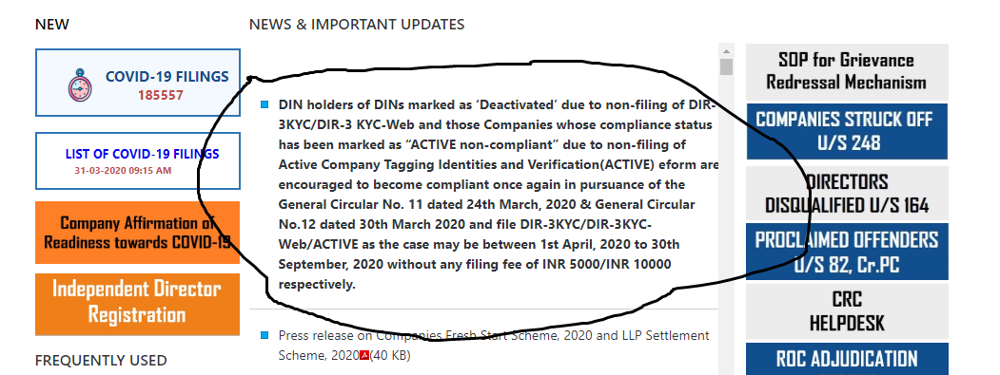 NEW
COVID-19 FILINGS
185557
LIST OF COVID-19 FILINGS
31-03-2020 09:15 AM
Company Affirmation of
Readiness towards COVID-19
Independent Director
Registration
FREQUENTLY USED
NEWS & IMPORTANT UPDATES
DIN holders of DINs marked as ‘Deactivated’ due to non-filing of DIR-
3KYC/DIR-3 KYC-Web and those Companies whose compliance status
has been marked as “ACTIVE non-compliant” due to non-filing of
Active Company Tagging Identities and Verification(ACTIVE) eform are
encouraged to become compliant once again in pursuance of the
General Circular No. 11 dated 24th March, 2020 & General Circular
No.12 dated 30th March 2020 and file DIR-3KYC/DIR-3KYC-
Web/ACTIVE as the case may be between 1st April, 2020 to 30th
September, 2020 without any filing fee of INR 5000/INR 10000
respectively.
Press release on Companies Fresh Start Scheme, 2020 and LLP Settlement
Scheme, 2020(40 KB)
SOP for Grievance
Redressal Mechanism
COMPANIES STRUCK OFF
U/S 248
DIRECTORS
DISQUALIFIED U/S 164
PROCLAIMED OFFENDERS
U/S 82, Cr.PC
CRC
HELPDESK
ROC ADJUDICATION